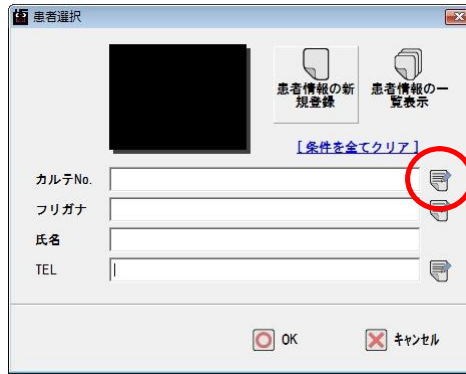 患者選択
患者情報の新
規登録
患者情報の一
覧表示
[条件を全てクリア]
カルテNo.
フリガナ
氏名
TEL
OK
キャンセル